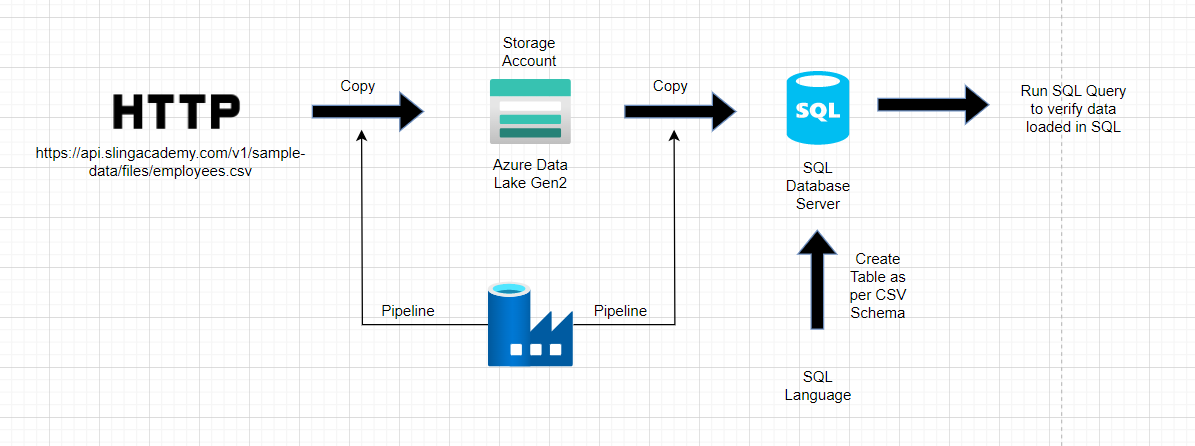 Storage
Account
Copy
Copy
HTTP
https://api.slingacademy.com/v1/sample-
data/files/employees.csv
SQL
Run SQL Query
to verify data
loaded in SQL
Azure Data
Lake Gen2
SQL
Database
Server
Create
Table as
per CSV
Schema
Pipeline
Pipeline
SQL
Language